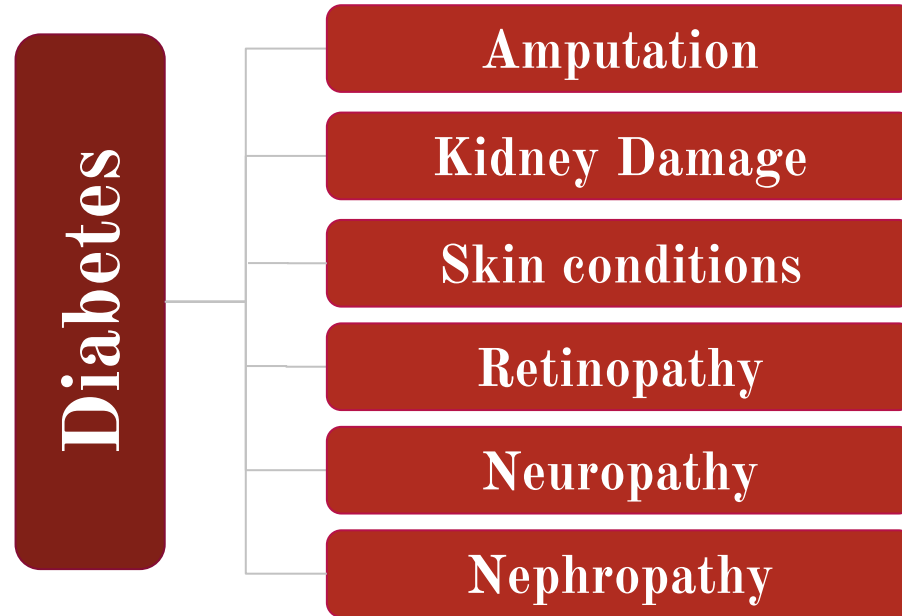 Diabetes
Amputation
Kidney Damage
Skin conditions
Retinopathy
Neuropathy
Nephropathy